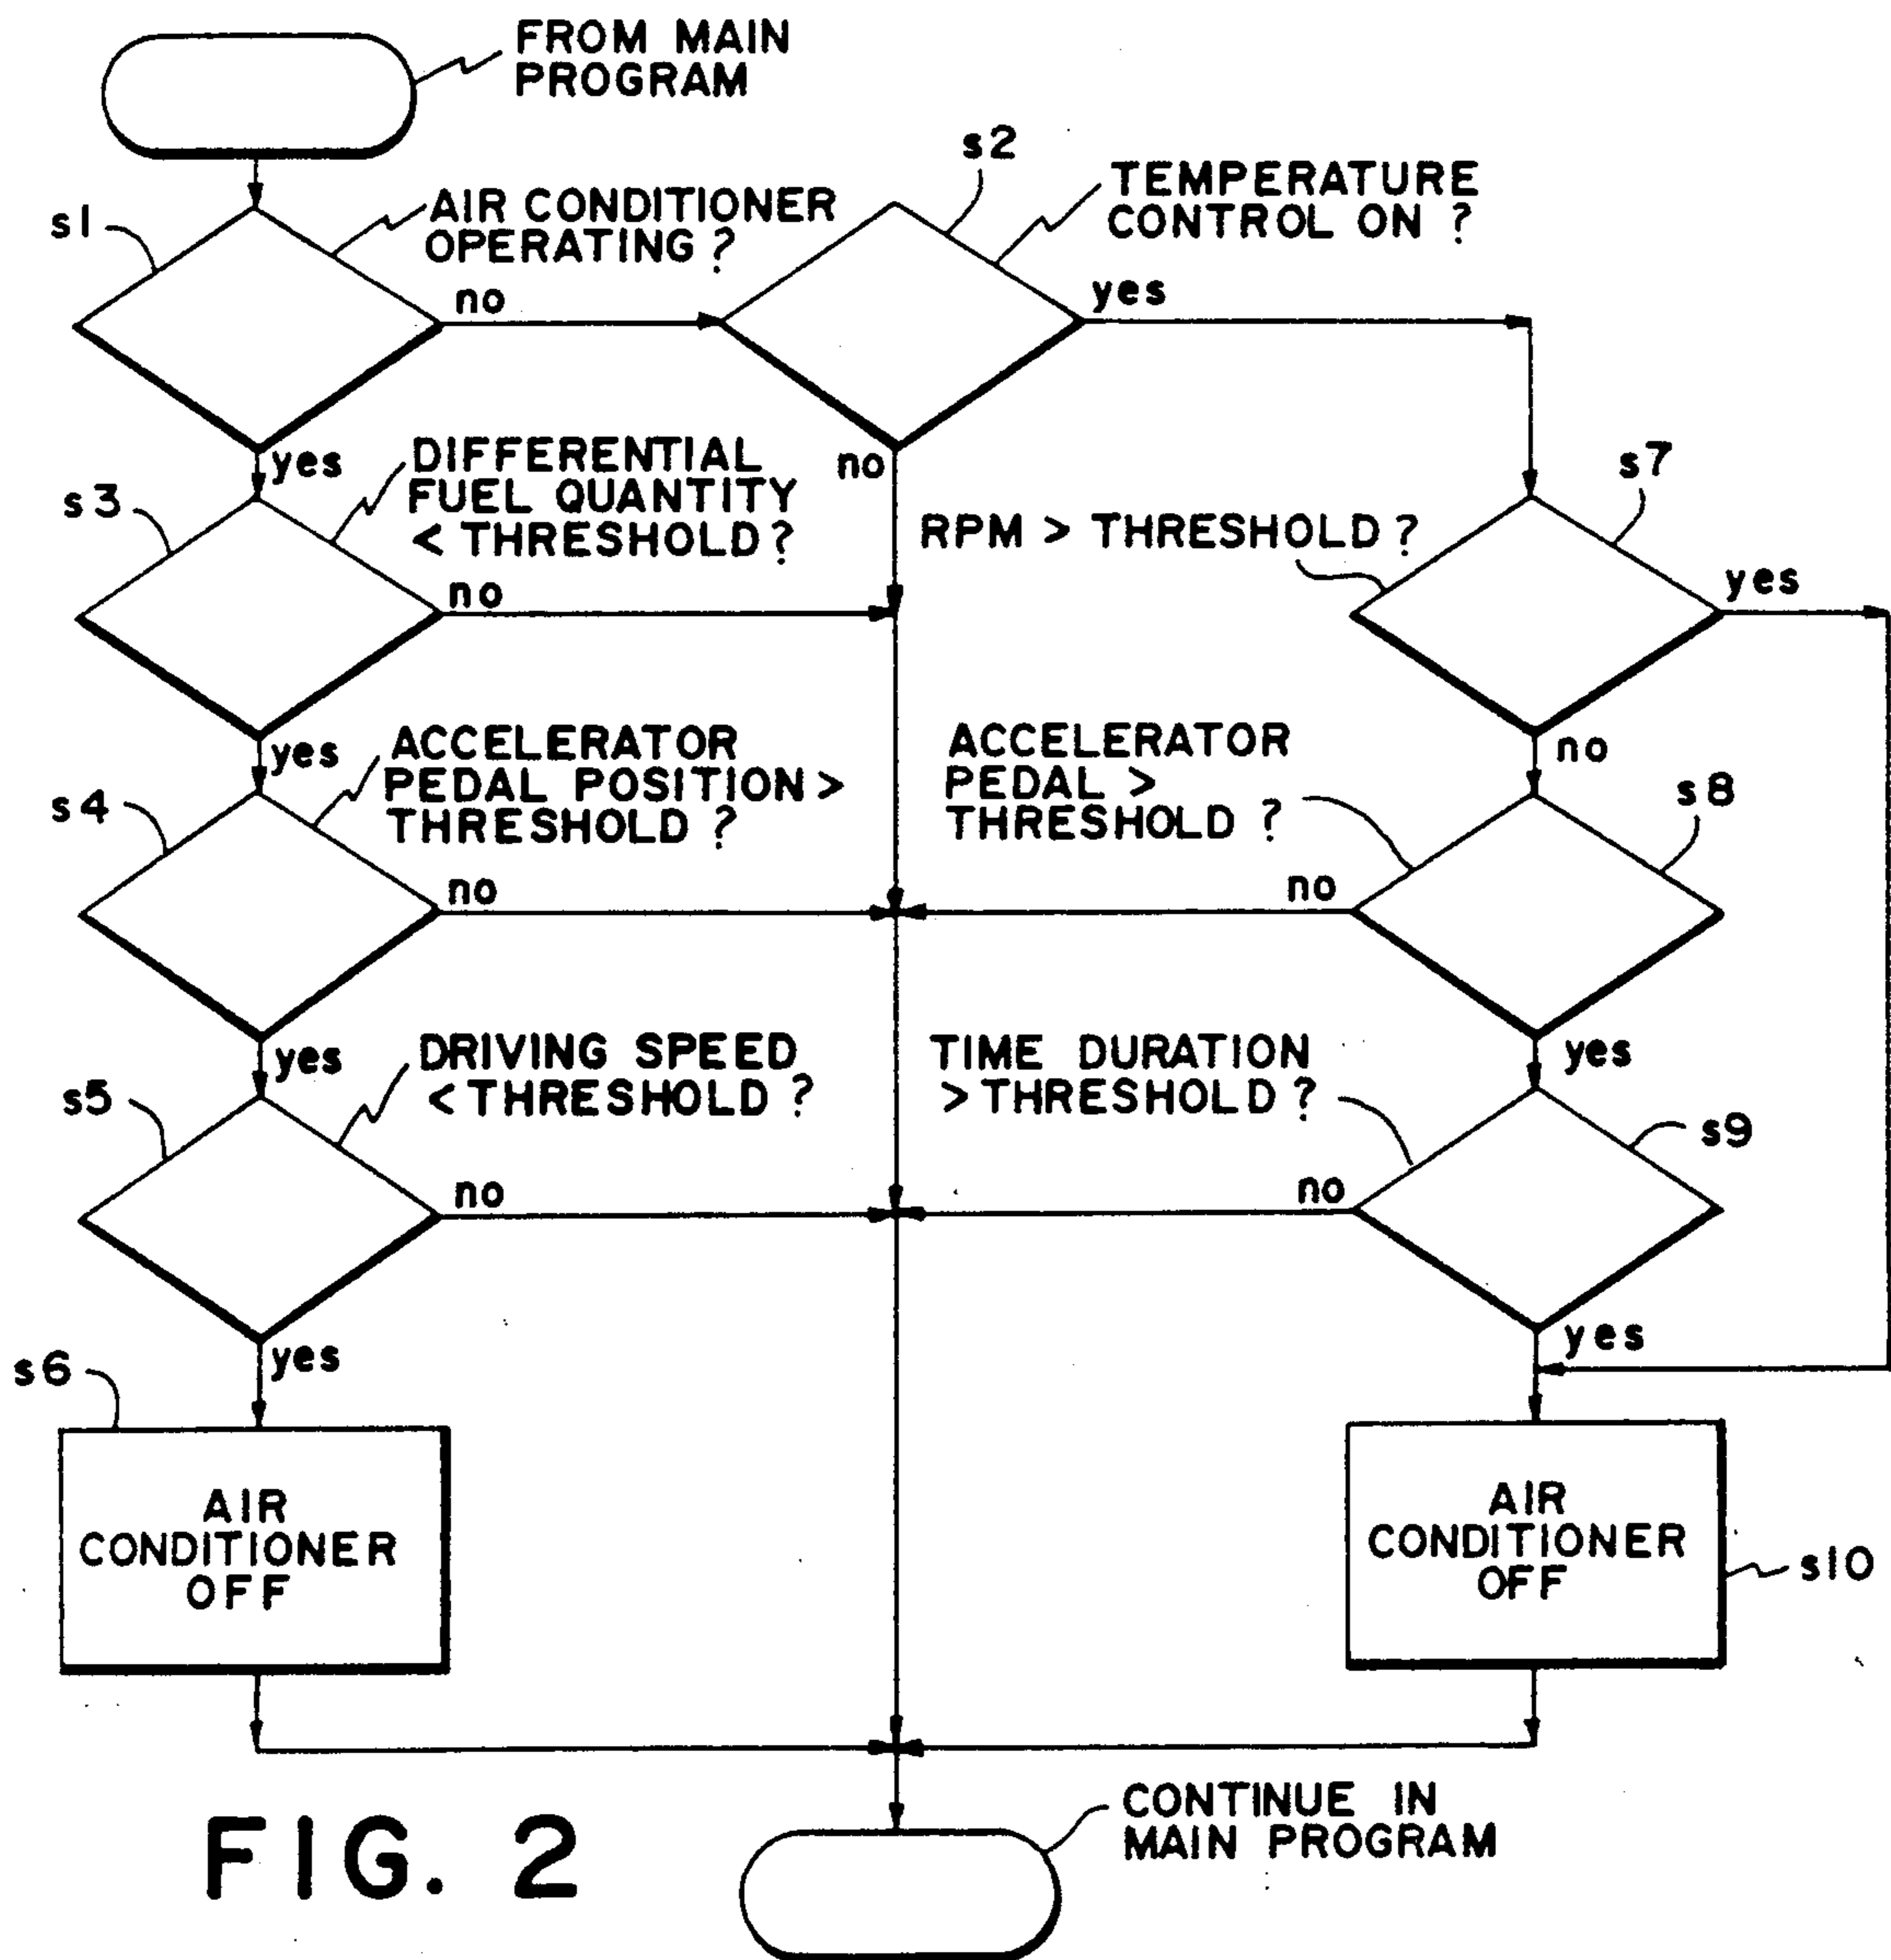 FROM MAIN
PROGRAM
s1
AIR CONDITIONER
OPERATING ?
no
s2
TEMPERATURE
CONTROL ON ?
yes
yes
no
s3
DIFFERENTIAL
FUEL QUANTITY
< THRESHOLD ?
no
RPM > THRESHOLD ?
s7
yes
no
yes
s4
ACCELERATOR
PEDAL POSITION >
THRESHOLD ?
no
ACCELERATOR
PEDAL >
THRESHOLD ?
s8
no
yes
yes
s5
DRIVING SPEED
< THRESHOLD ?
no
TIME DURATION
> THRESHOLD ?
s9
no
yes
yes
s6
AIR
CONDITIONER
OFF
AIR
CONDITIONER
OFF
s10
CONTINUE IN
MAIN PROGRAM
FIG. 2